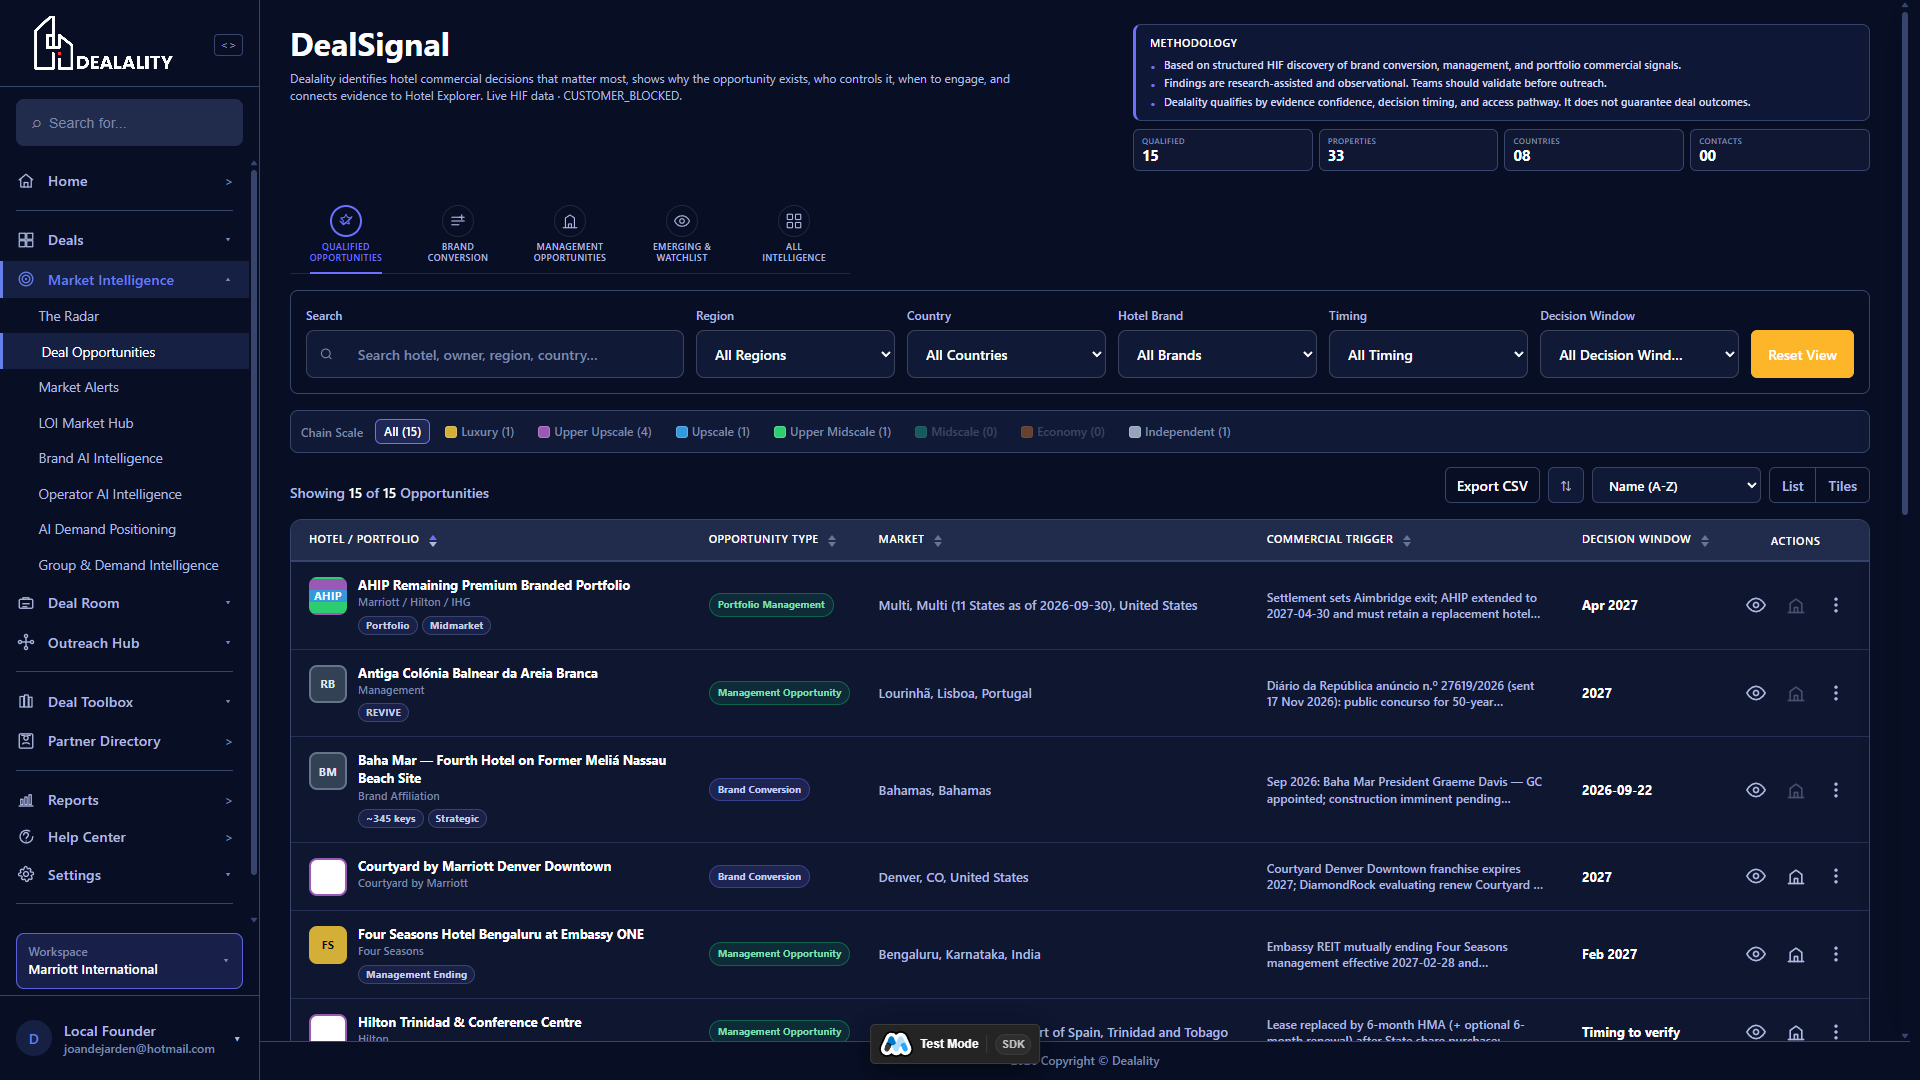 DEALALITY
< >
Search for...
Home
Deals
Market Intelligence
The Radar
Deal Opportunities
Market Alerts
LOI Market Hub
Brand AI Intelligence
Operator AI Intelligence
AI Demand Positioning
Group & Demand Intelligence
Deal Room
Outreach Hub
Deal Toolbox
Partner Directory
Reports
Help Center
Settings
Workspace
Marriott International
D
Local Founder
joandejarden@hotmail.com
DealSignal
Dealality identifies hotel commercial decisions that matter most, shows why the opportunity exists, who controls it, when to engage, and
connects evidence to Hotel Explorer. Live HIF data · CUSTOMER_BLOCKED.
METHODOLOGY
• Based on structured HIF discovery of brand conversion, management, and portfolio commercial signals.
• Findings are research-assisted and observational. Teams should validate before outreach.
• Dealality qualifies by evidence confidence, decision timing, and access pathway. It does not guarantee deal outcomes.
QUALIFIED
15
PROPERTIES
33
COUNTRIES
08
CONTACTS
00
QUALIFIED
OPPORTUNITIES
BRAND
CONVERSION
MANAGEMENT
OPPORTUNITIES
EMERGING &
WATCHLIST
ALL
INTELLIGENCE
Search
Search hotel, owner, region, country...
Region
All Regions
Country
All Countries
Hotel Brand
All Brands
Timing
All Timing
Decision Window
All Decision Wind...
Reset View
Chain Scale
All (15)
Luxury (1)
Upper Upscale (4)
Upscale (1)
Upper Midscale (1)
Midscale (0)
Economy (0)
Independent (1)
Showing 15 of 15 Opportunities
Export CSV
Name (A-Z)
List
Tiles
HOTEL / PORTFOLIO
OPPORTUNITY TYPE
MARKET
COMMERCIAL TRIGGER
DECISION WINDOW
ACTIONS
AHIP
AHIP Remaining Premium Branded Portfolio
Marriott / Hilton / IHG
Portfolio
Midmarket
Portfolio Management
Multi, Multi (11 States as of 2026-09-30), United States
Settlement sets Aimbridge exit; AHIP extended to
2027-04-30 and must retain a replacement hotel...
Apr 2027
RB
Antiga Colónia Balnear da Areia Branca
Management
REVIVE
Management Opportunity
Lourinhã, Lisboa, Portugal
Diário da República anúncio n.º 27619/2026 (sent
17 Nov 2026): public concurso for 50-year...
2027
BM
Baha Mar — Fourth Hotel on Former Meliá Nassau
Beach Site
Brand Affiliation
~345 keys
Strategic
Brand Conversion
Bahamas, Bahamas
Sep 2026: Baha Mar President Graeme Davis — GC
appointed; construction imminent pending...
2026-09-22
Courtyard by Marriott Denver Downtown
Courtyard by Marriott
Brand Conversion
Denver, CO, United States
Courtyard Denver Downtown franchise expires
2027; DiamondRock evaluating renew Courtyard ...
2027
FS
Four Seasons Hotel Bengaluru at Embassy ONE
Four Seasons
Management Ending
Management Opportunity
Bengaluru, Karnataka, India
Embassy REIT mutually ending Four Seasons
management effective 2027-02-28 and...
Feb 2027
Hilton Trinidad & Conference Centre
Hilton
Management Opportunity
rt of Spain, Trinidad and Tobago
Lease replaced by 6-month HMA (+ optional 6-
month renewal) after State share purchase;
Timing to verify
Test Mode
SDK
Copyright © Dealality